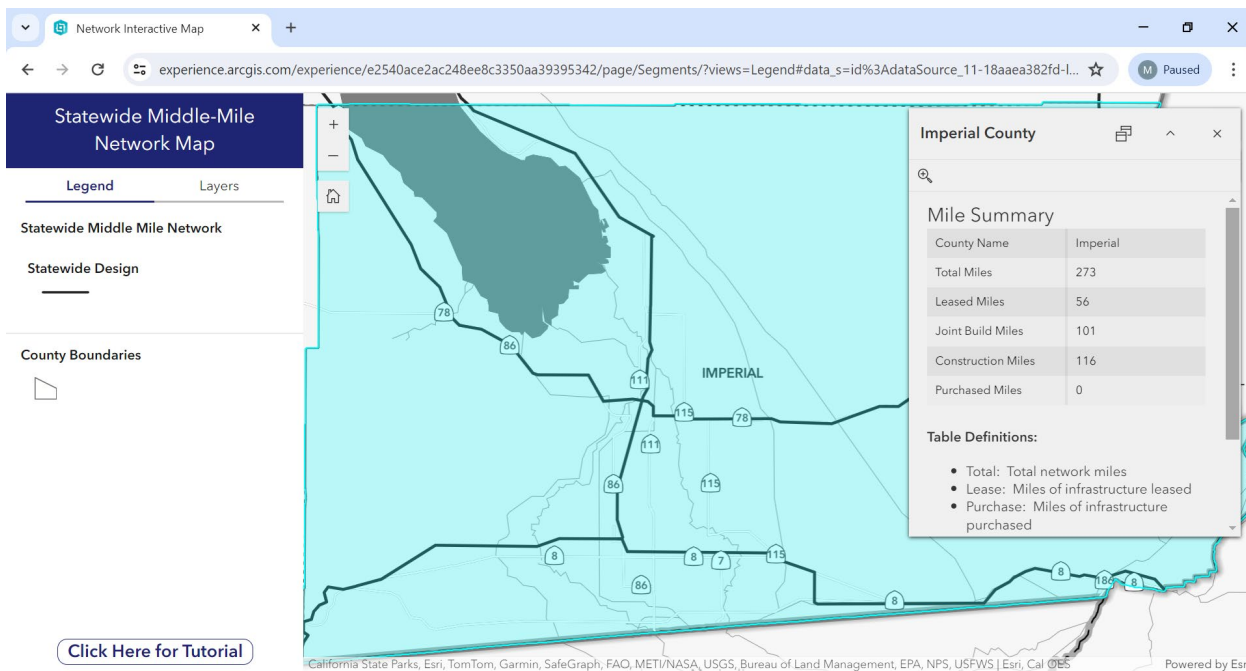 Network Interactive Map
experience.arcgis.com/experience/e2540ace2ac248ee8c3350aa39395342/page/Segments/?views=Legend#data_s=id%3AdataSource_11-18aaea382fd-l...
M Paused
Statewide Middle-Mile
Network Map
Legend Layers
Statewide Middle Mile Network
Statewide Design
County Boundaries
Click Here for Tutorial
+
−
78
86
111
IMPERIAL
115
78
111
86
115
8
8
7
115
86
8
8
186
8
Imperial County
Mile Summary
County Name Imperial
Total Miles 273
Leased Miles 56
Joint Build Miles 101
Construction Miles 116
Purchased Miles 0
Table Definitions:
• Total: Total network miles
• Lease: Miles of infrastructure leased
• Purchase: Miles of infrastructure
purchased
California State Parks, Esri, TomTom, Garmin, SafeGraph, FAO, METI/NASA, USGS, Bureau of Land Management, EPA, NPS, USFWS | Esri, Cal OES
Powered by Esri